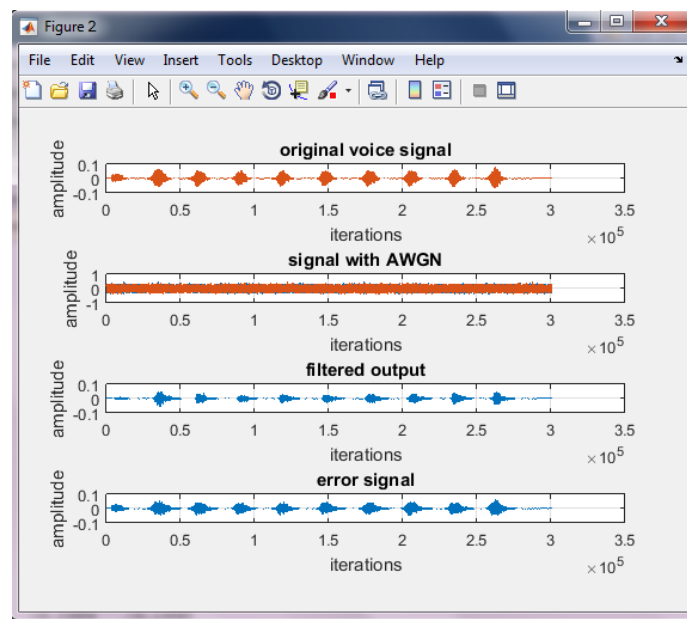 Figure 2
File Edit View Insert Tools Desktop Window Help
original voice signal
amplitude
0.1
0
-0.1
0 0.5 1 1.5 2 2.5 3 3.5
iterations
×10^5
signal with AWGN
amplitude
1
0
-1
0 0.5 1 1.5 2 2.5 3 3.5
iterations
×10^5
filtered output
amplitude
0.1
0
-0.1
0 0.5 1 1.5 2 2.5 3 3.5
iterations
×10^5
error signal
amplitude
0.1
0
-0.1
0 0.5 1 1.5 2 2.5 3 3.5
iterations
×10^5